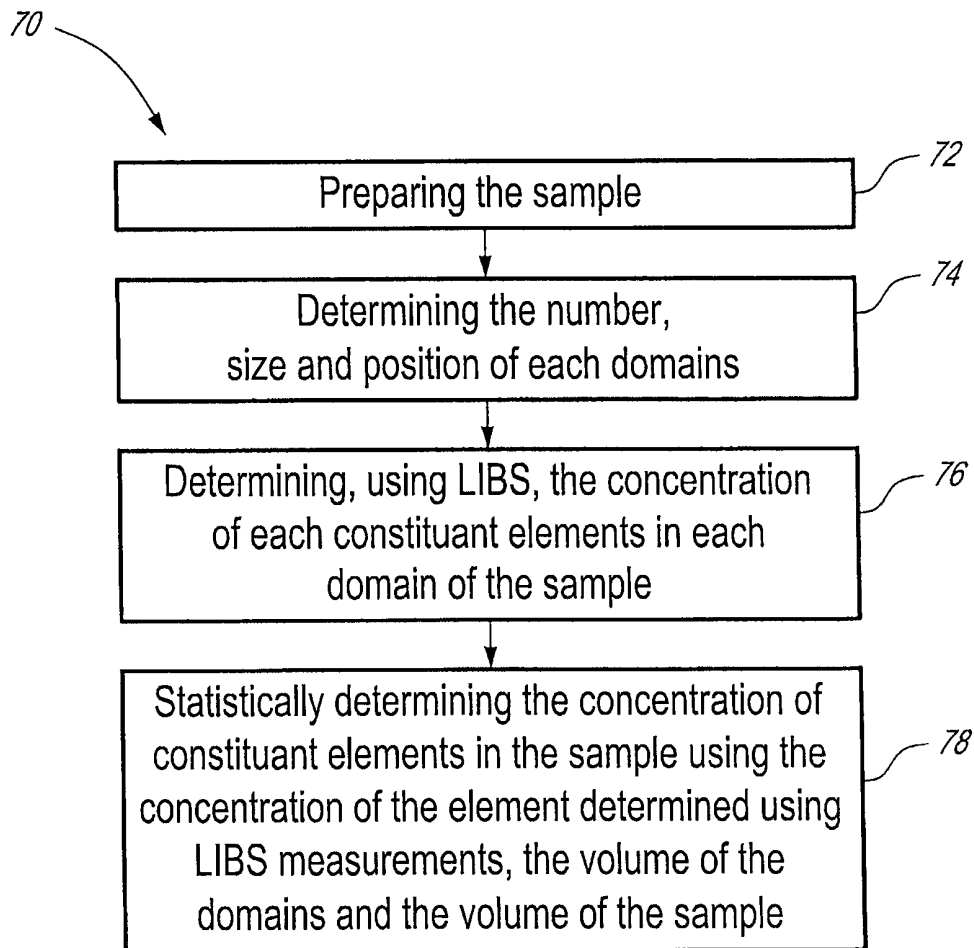 70
72
Preparing the sample
74
Determining the number,
size and position of each domains
76
Determining, using LIBS, the concentration
of each constituant elements in each
domain of the sample
78
Statistically determining the concentration of
constituant elements in the sample using the
concentration of the element determined using
LIBS measurements, the volume of the
domains and the volume of the sample